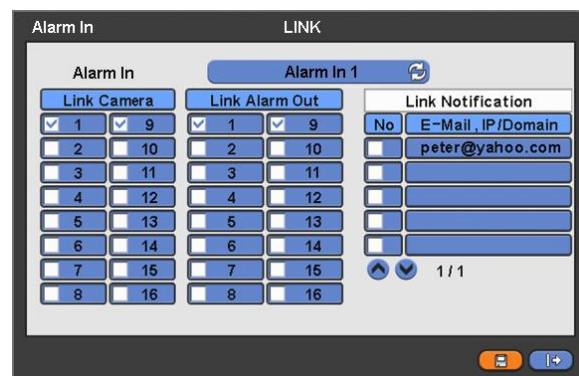 Alarm In LINK
Alarm In Alarm In 1
Link Camera Link Alarm Out Link Notification
1 9 1 9 No E-Mail , IP/Domain
2 10 2 10 peter@yahoo.com
3 11 3 11
4 12 4 12
5 13 5 13
6 14 6 14
7 15 7 15 1 / 1
8 16 8 16